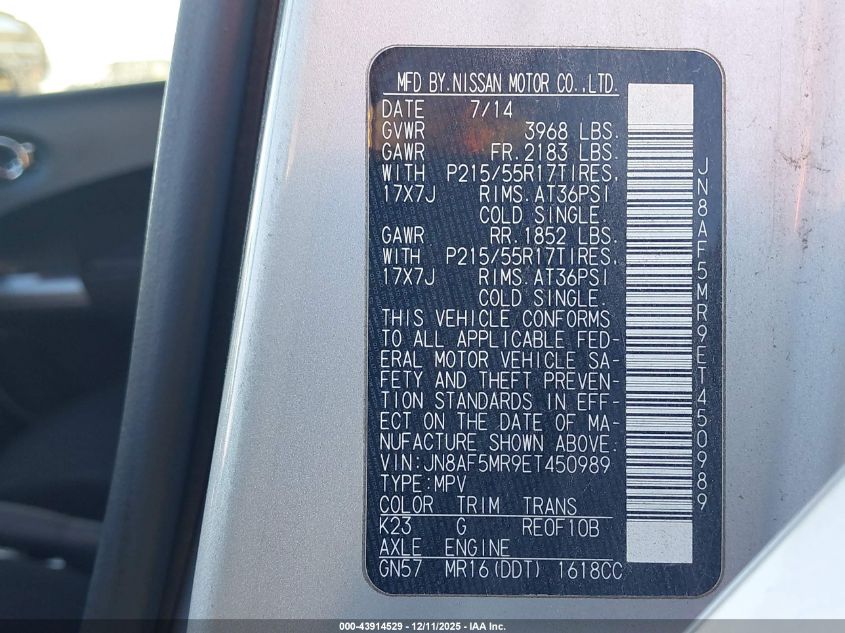 MFD BY.NISSAN MOTOR CO.,LTD.
DATE 7/14
GVWR 3968 LBS.
GAWR FR.2183 LBS.
WITH P215/55R17TIRES,
17X7J RIMS.AT36PSI
COLD SINGLE.
GAWR RR.1852 LBS.
WITH P215/55R17TIRES,
17X7J RIMS.AT36PSI
COLD SINGLE.
THIS VEHICLE CONFORMS
TO ALL APPLICABLE FED-
ERAL MOTOR VEHICLE SA-
FETY AND THEFT PREVEN-
TION STANDARDS IN EFF-
ECT ON THE DATE OF MA-
NUFACTURE SHOWN ABOVE.
VIN:JN8AF5MR9ET450989
TYPE:MPV
COLOR TRIM TRANS
K23 G RE0F10B
AXLE ENGINE
GN57 MR16(DDT) 1618CC
JN8AF5MR9ET450989
000-43914529 - 12/11/2025 - IAA Inc.